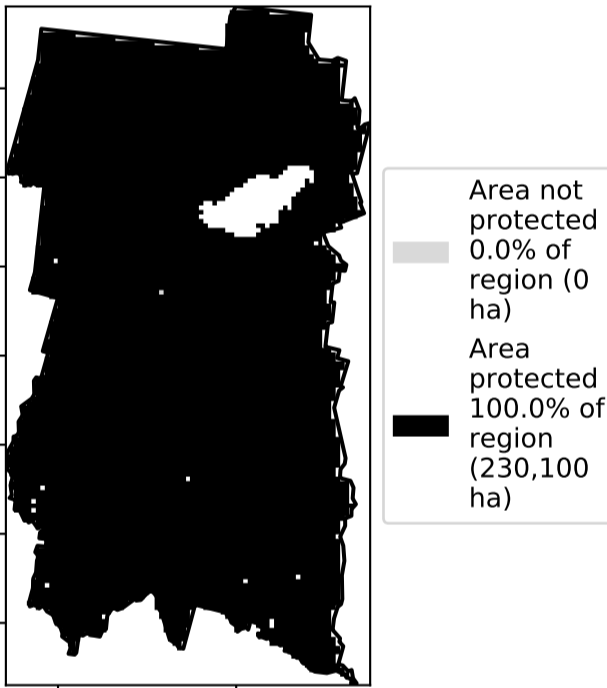 Area not
protected
0.0% of
region (0
ha)
Area
protected
100.0% of
region
(230,100
ha)